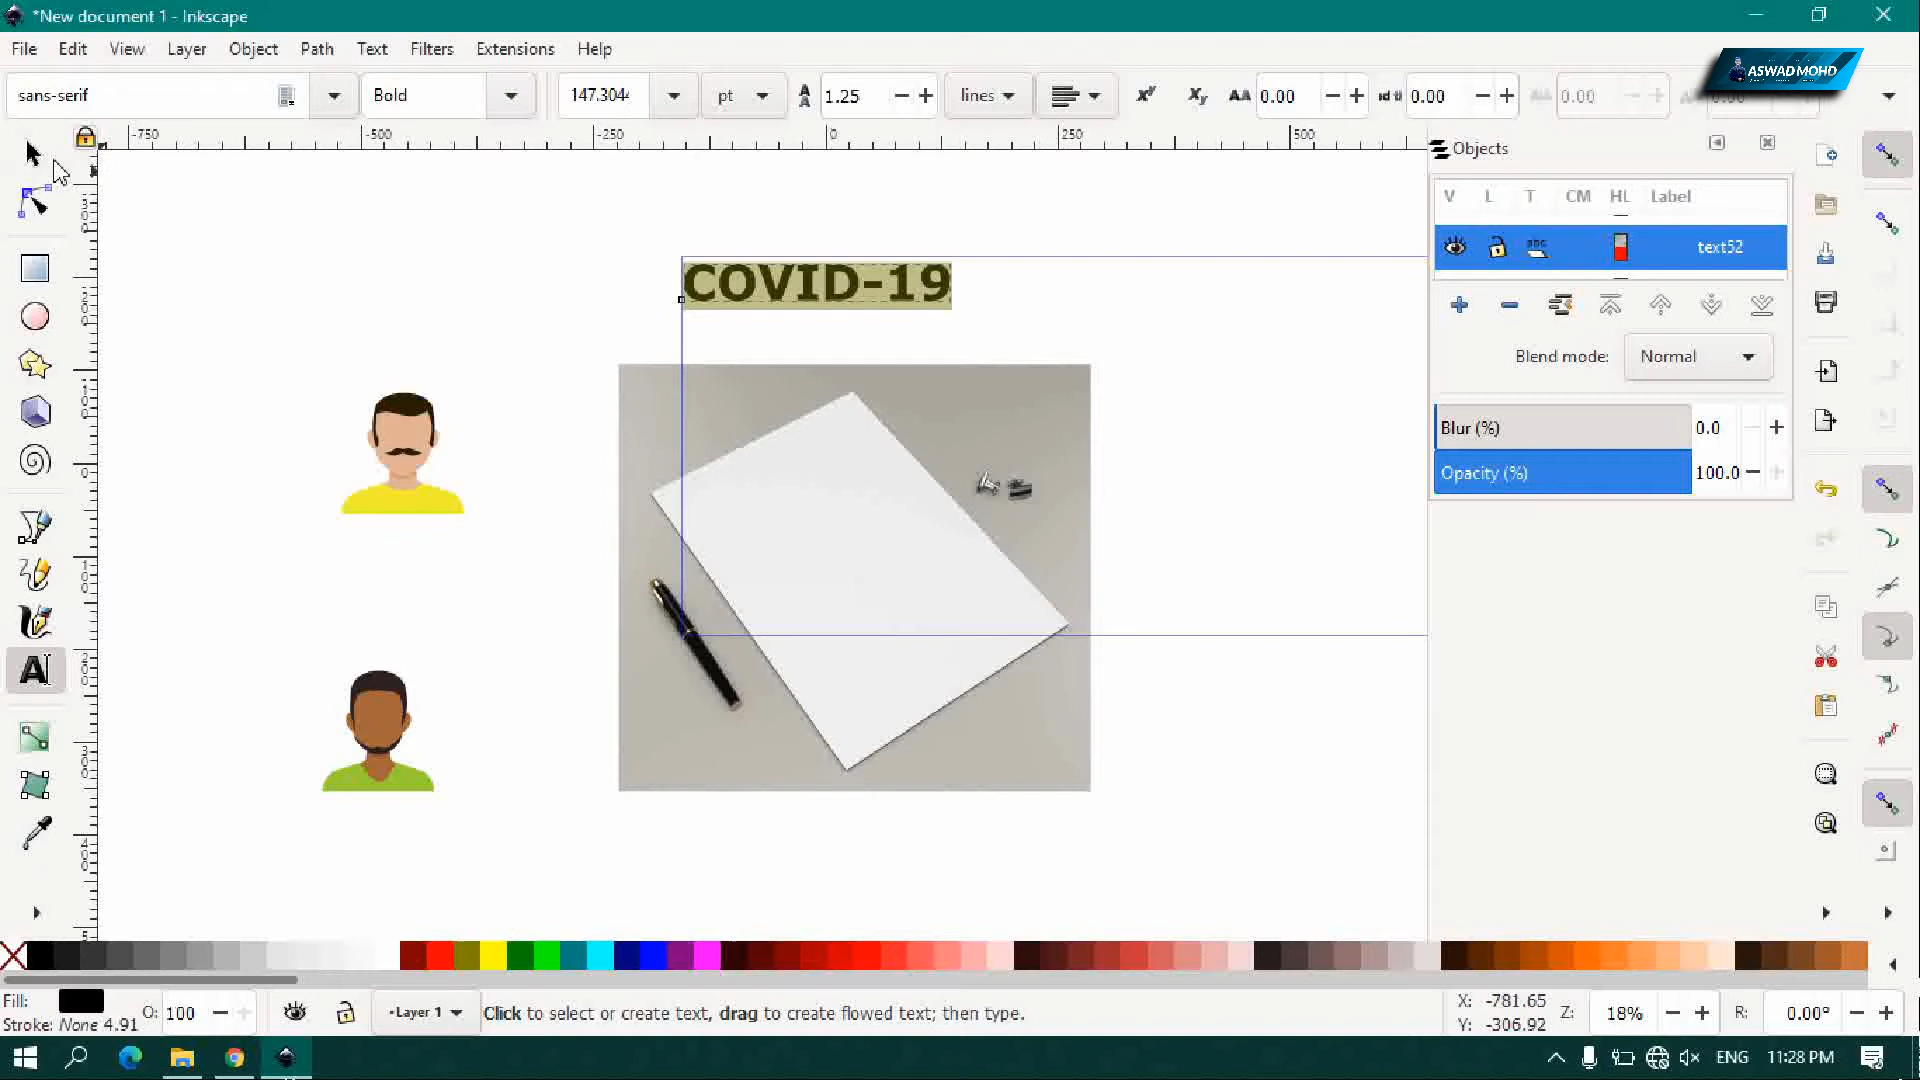 *New document 1 - Inkscape
File Edit View Layer Object Path Text Filters Extensions Help
ASWAD MOHD
sans-serif Bold 147.304 pt 1.25 lines 0.00 0.00 0.00
-750 -500 -250 0 250 500
Objects
V L T CM HL Label
text52
COVID-19
Blend mode: Normal
Blur (%) 0.0
Opacity (%) 100.0
Fill:
Stroke: None 4.91
O: 100
-Layer 1
Click to select or create text, drag to create flowed text; then type.
X: -781.65
Y: -306.92
Z: 18%
R: 0.00°
ENG 11:28 PM